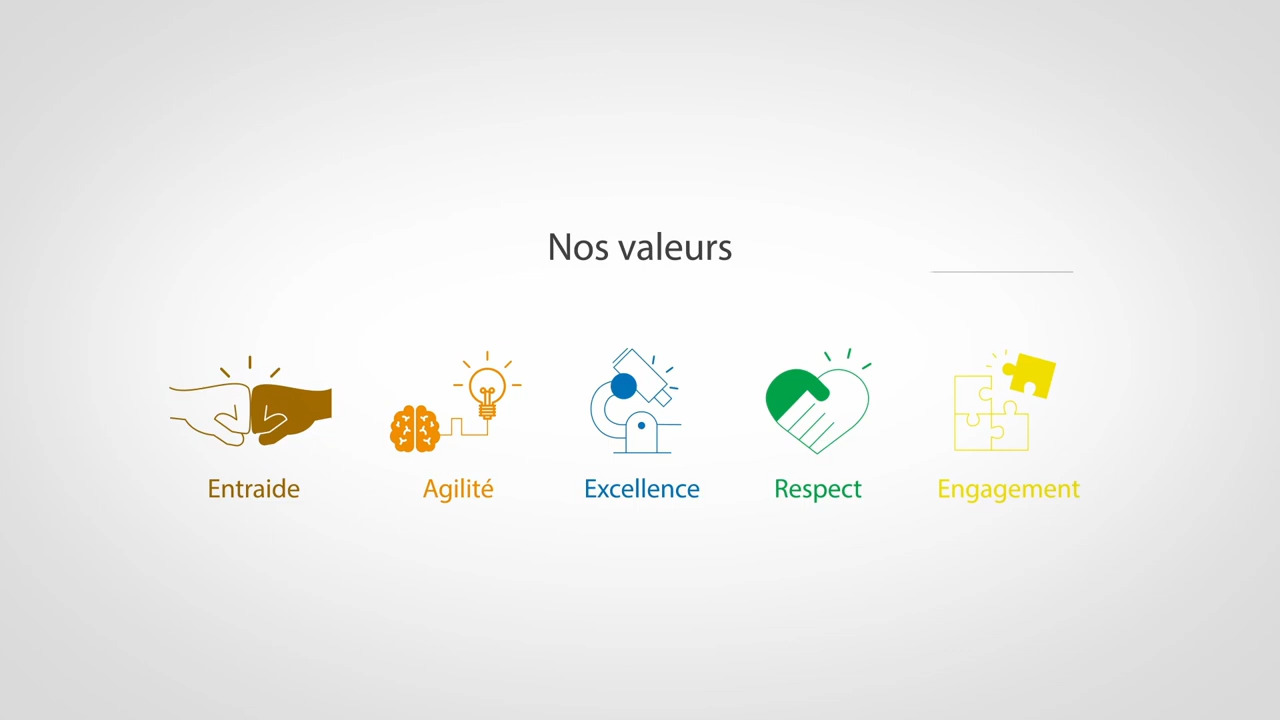 Nos valeurs
Entraide
Agilité
Excellence
Respect
Engagement